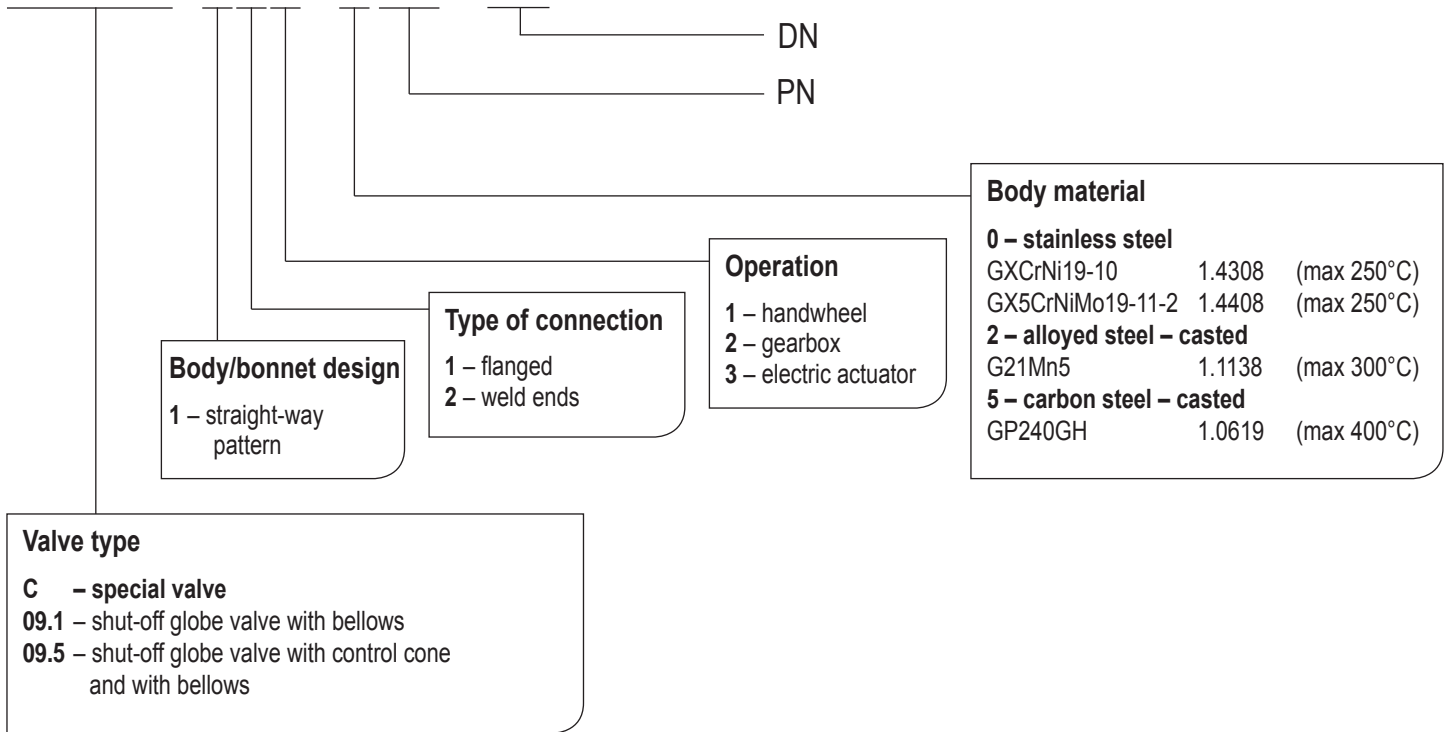 DN
PN
Body material
0 – stainless steel
GXCrNi19-10 1.4308 (max 250°C)
GX5CrNiMo19-11-2 1.4408 (max 250°C)
2 – alloyed steel – casted
G21Mn5 1.1138 (max 300°C)
5 – carbon steel – casted
GP240GH 1.0619 (max 400°C)
Operation
1 – handwheel
2 – gearbox
3 – electric actuator
Type of connection
1 – flanged
2 – weld ends
Body/bonnet design
1 – straight-way
pattern
Valve type
C – special valve
09.1 – shut-off globe valve with bellows
09.5 – shut-off globe valve with control cone
and with bellows